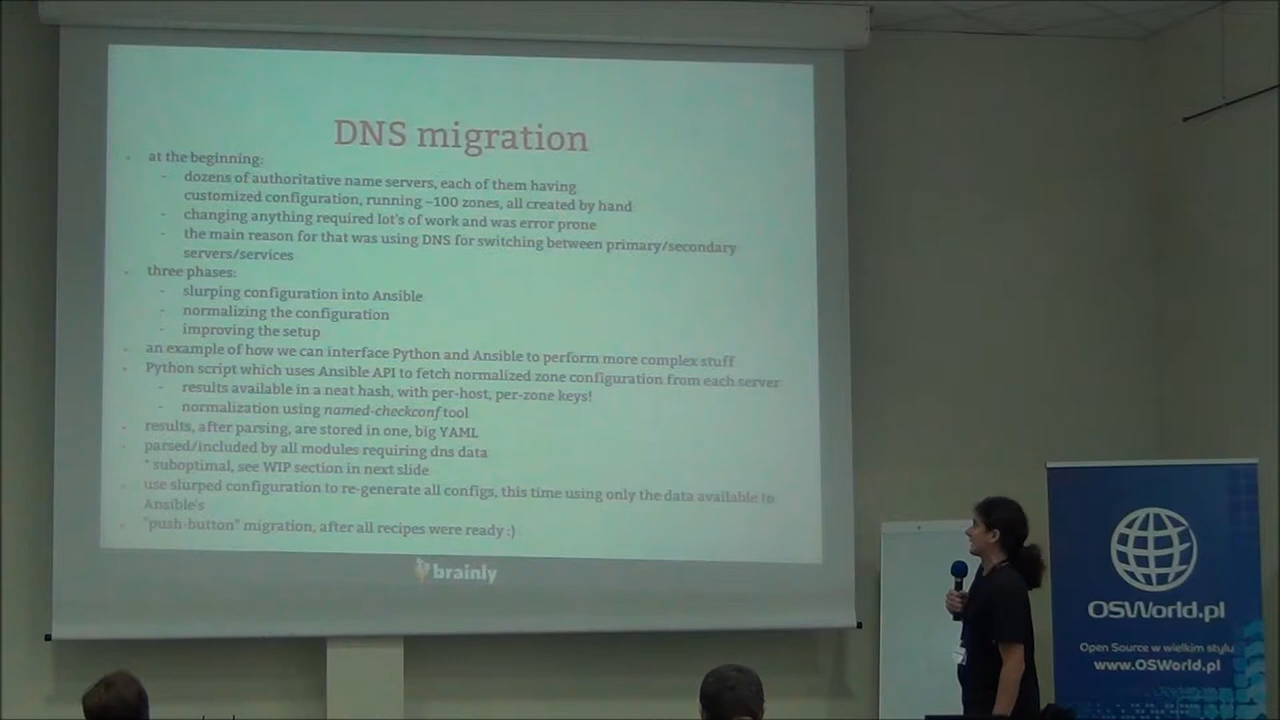 DNS migration
at the beginning:
- dozens of authoritative name servers, each of them having
customized configuration, running ~100 zones, all created by hand
- changing anything required lot's of work and was error prone
- the main reason for that was using DNS for switching between primary/secondary
servers/services
three phases:
- slurping configuration into Ansible
- normalizing the configuration
- improving the setup
an example of how we can interface Python and Ansible to perform more complex stuff
Python script which uses Ansible API to fetch normalized zone configuration from each server
- results available in a neat hash, with per-host, per-zone keys!
- normalization using named-checkconf tool
results, after parsing, are stored in one, big YAML
parsed/included by all modules requiring dns data
* suboptimal, see WIP section in next slide
use slurped configuration to re-generate all configs, this time using only the data available to
Ansible's
"push-button" migration, after all recipes were ready :)
brainly
OSWorld.pl
Open Source w wielkim stylu
www.OSWorld.pl